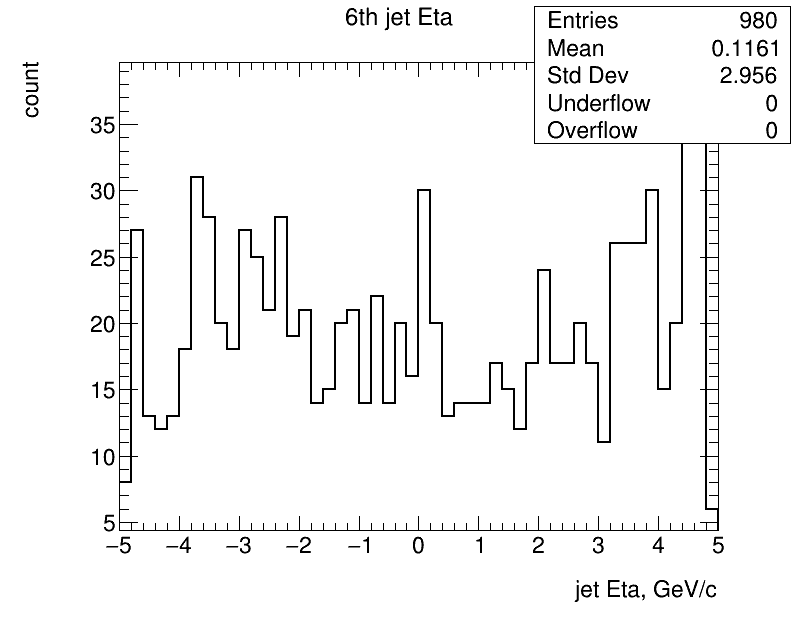 6th jet Eta
Entries 980
Mean 0.1161
Std Dev 2.956
Underflow 0
Overflow 0
count
35
30
25
20
15
10
5
−5 −4 −3 −2 −1 0 1 2 3 4 5
jet Eta, GeV/c